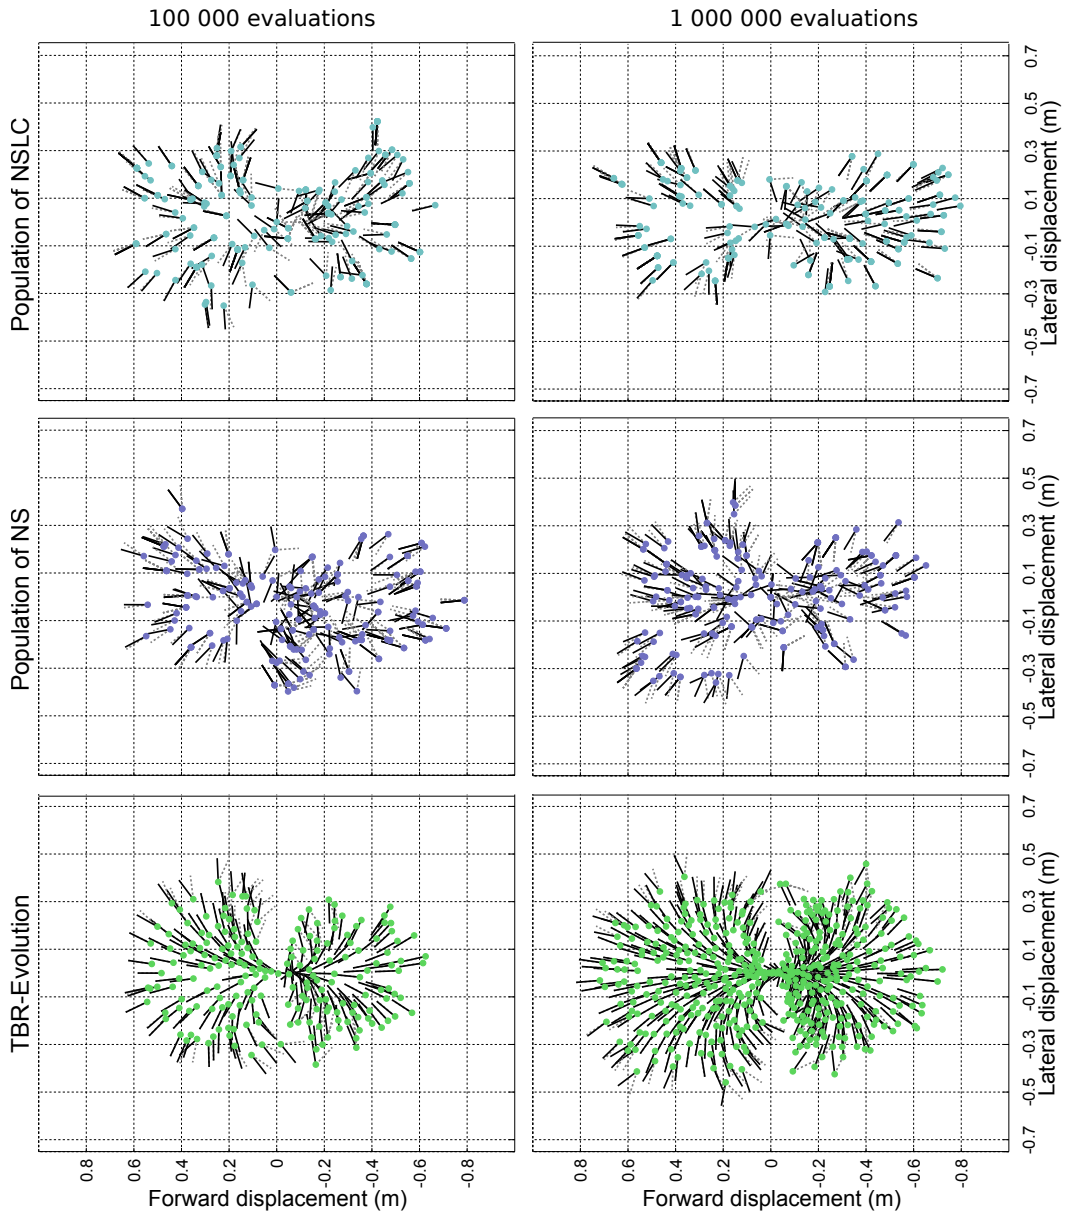 100 000 evaluations
1 000 000 evaluations
Population of NSLC
0.7
0.5
0.3
0.1
-0.1
-0.3
-0.5
-0.7
Lateral displacement (m)
Population of NS
0.7
0.5
0.3
0.1
-0.1
-0.3
-0.5
-0.7
Lateral displacement (m)
TBR-Evolution
0.7
0.5
0.3
0.1
-0.1
-0.3
-0.5
-0.7
Lateral displacement (m)
0.8 0.6 0.4 0.2 0 -0.2 -0.4 -0.6 -0.8
0.8 0.6 0.4 0.2 0 -0.2 -0.4 -0.6 -0.8
Forward displacement (m)
Forward displacement (m)